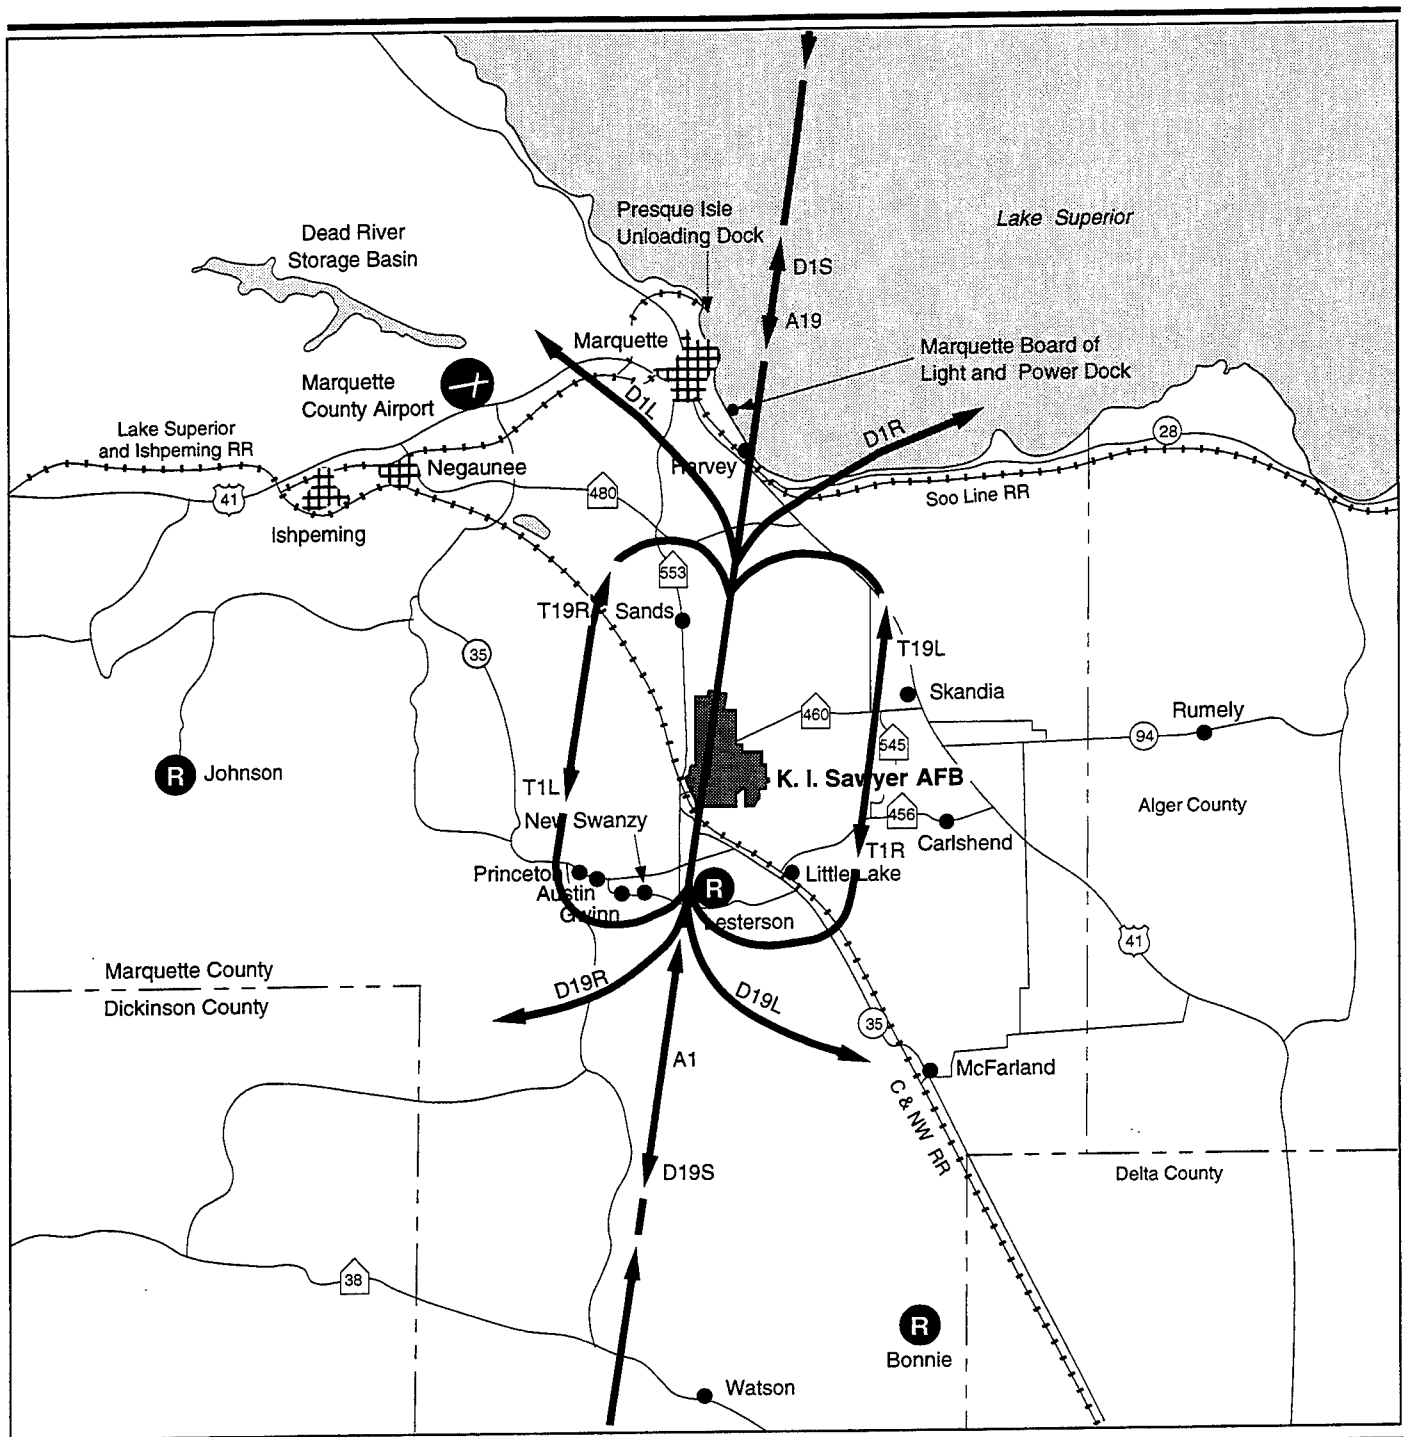 Lake Superior
Presque Isle
Unloading Dock
Dead River
Storage Basin
D1S
A19
Marquette
Marquette Board of
Light and Power Dock
Marquette
County Airport
D1L
D1R
Lake Superior
and Ishpeming RR
28
Negaunee
Harvey
41
480
Soo Line RR
Ishpeming
553
T19R
Sands
35
T19L
Skandia
460
Rumely
94
545
R
Johnson
T1L
K. I. Sawyer AFB
Alger County
456
New Swanzy
Carlshend
T1R
Princeton
Little Lake
R
Austin
Gwinn
Lesterson
41
Marquette County
D19R
D19L
Dickinson County
35
A1
McFarland
C & NW RR
D19S
Delta County
38
R
Bonnie
Watson